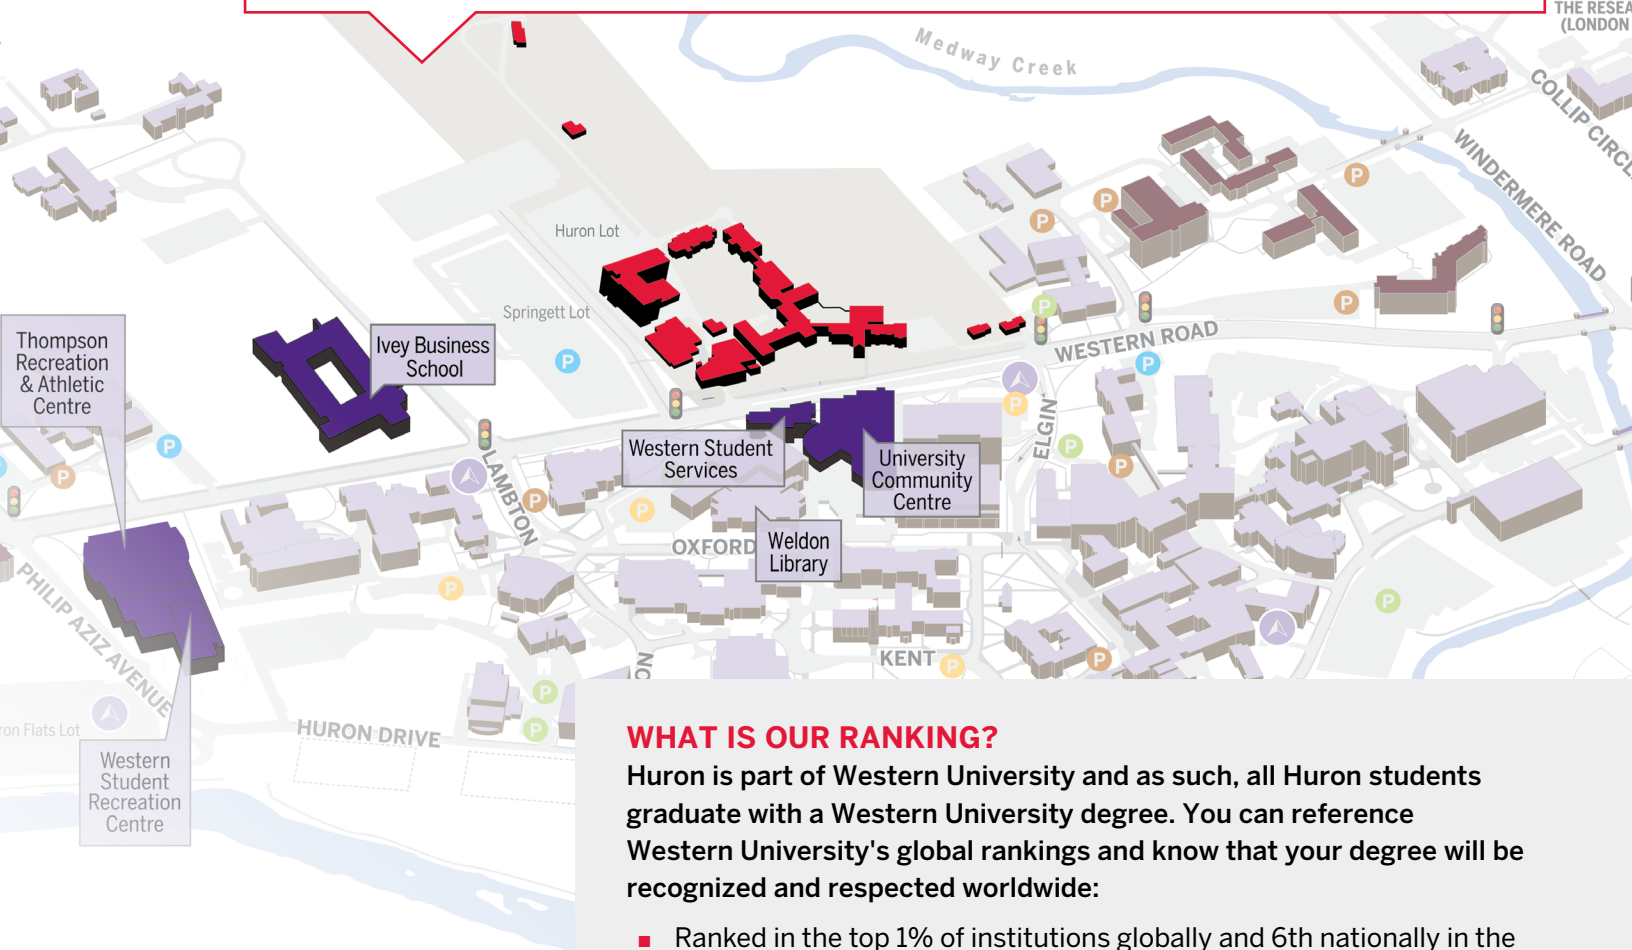 THE RESEA
(LONDON
Medway Creek
COLLIP CIRCLE
WINDERMERE ROAD
P
P
P
Huron Lot
P
P
Springett Lot
WESTERN ROAD
Thompson
Recreation
& Athletic
Centre
Ivey Business
School
P
P
P
ELGIN
P
P
P
P
Western Student
Services
University
Community
Centre
LAMBTON
P
P
OXFORD
Weldon
Library
PHILIP AZIZ AVENUE
P
P
KENT
P
P
ON
P
P
ron Flats Lot
HURON DRIVE
Western
Student
Recreation
Centre
WHAT IS OUR RANKING?
Huron is part of Western University and as such, all Huron students
graduate with a Western University degree. You can reference
Western University's global rankings and know that your degree will be
recognized and respected worldwide:
Ranked in the top 1% of institutions globally and 6th nationally in the